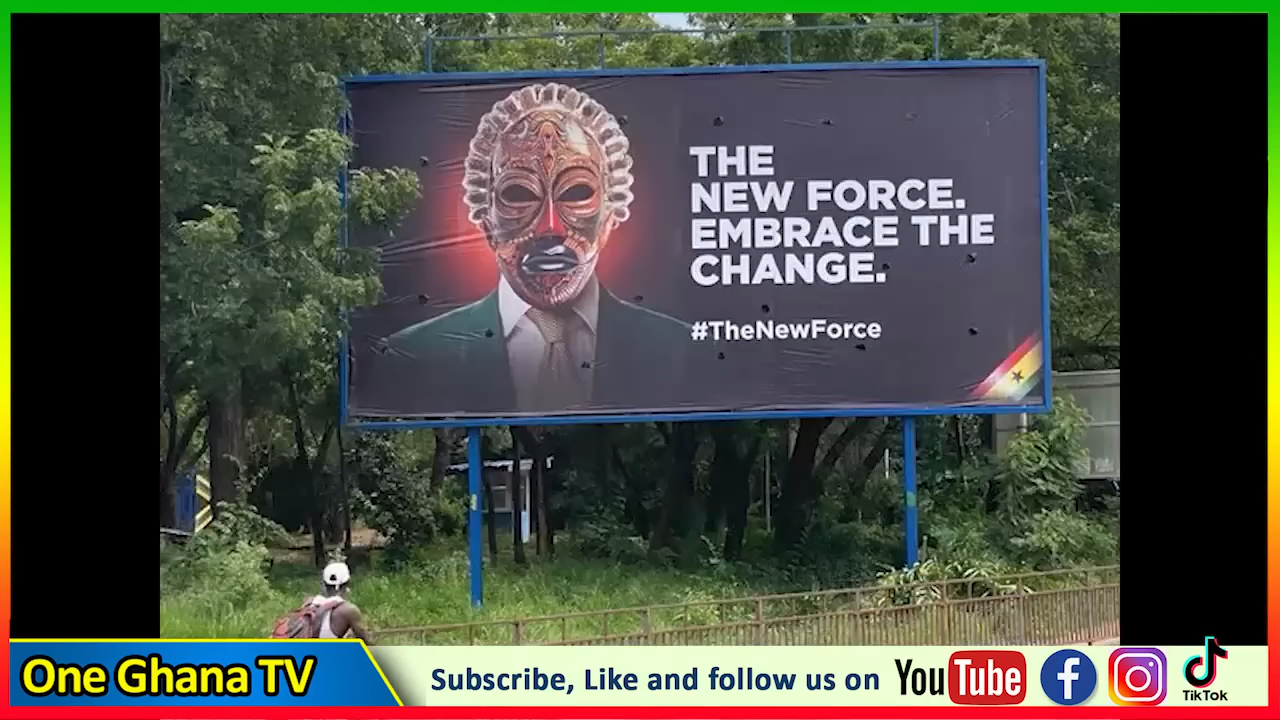 THE
NEW FORCE.
EMBRACE THE
CHANGE.
#TheNewForce
One Ghana TV
Subscribe, Like and follow us on YouTube
TikTok